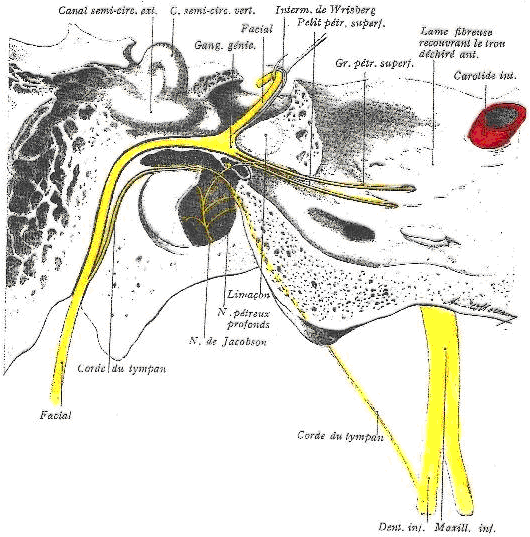 Canal semi-circ. ext.
C. semi-circ. vert.
Facial
Gang. génic.
Interm. de Wrisberg
Petit pétr. superf.
Gr. pétr. superf.
Lame fibreuse
recouvrant le trou
déchiré ant.
Carotide int.
Limaçon
N. pétreux
profonds
N. de Jacobson
Corde du tympan
Facial
Corde du tympan
Dent. inf.
Maxill. inf.